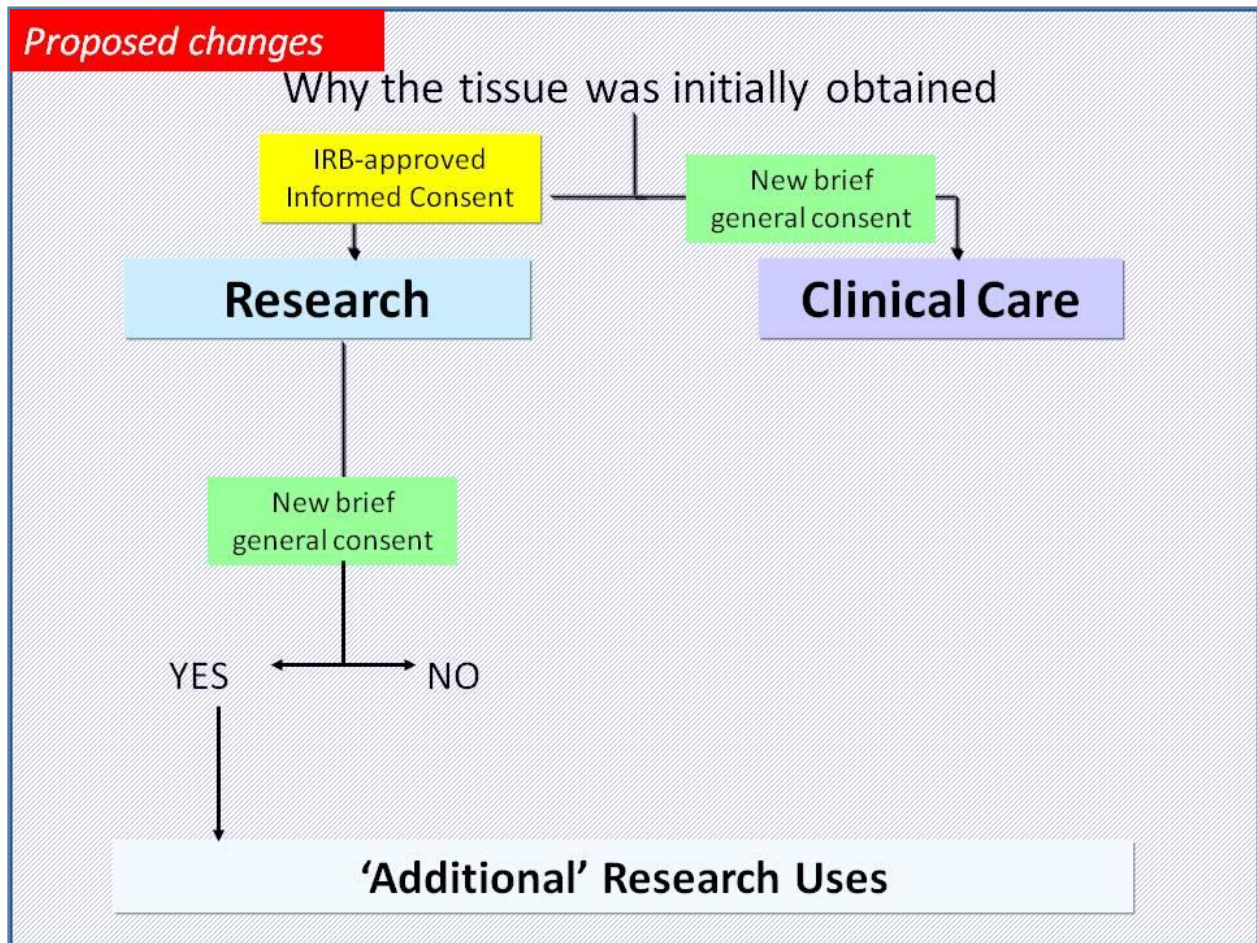 Proposed changes
Why the tissue was initially obtained
IRB-approved
Informed Consent
New brief
general consent
Research
Clinical Care
New brief
general consent
YES
NO
‘Additional’ Research Uses